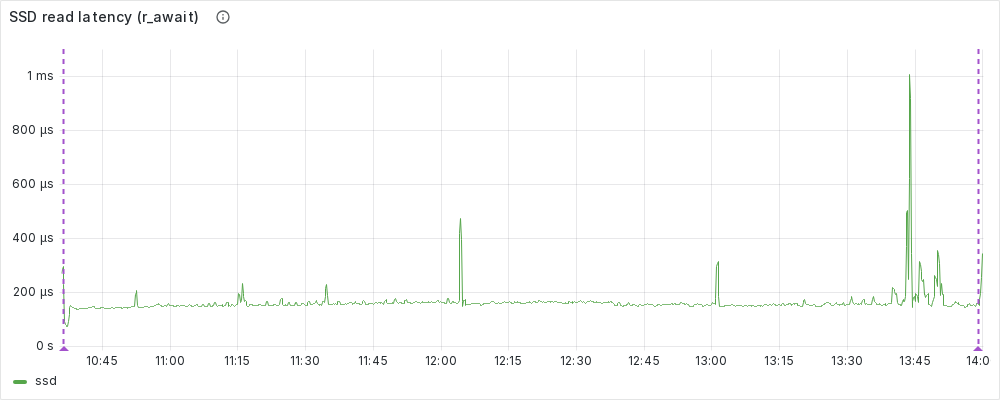 SSD read latency (r_await)
1 ms
800 µs
600 µs
400 µs
200 µs
0 s
10:45 11:00 11:15 11:30 11:45 12:00 12:15 12:30 12:45 13:00 13:15 13:30 13:45 14:0
ssd